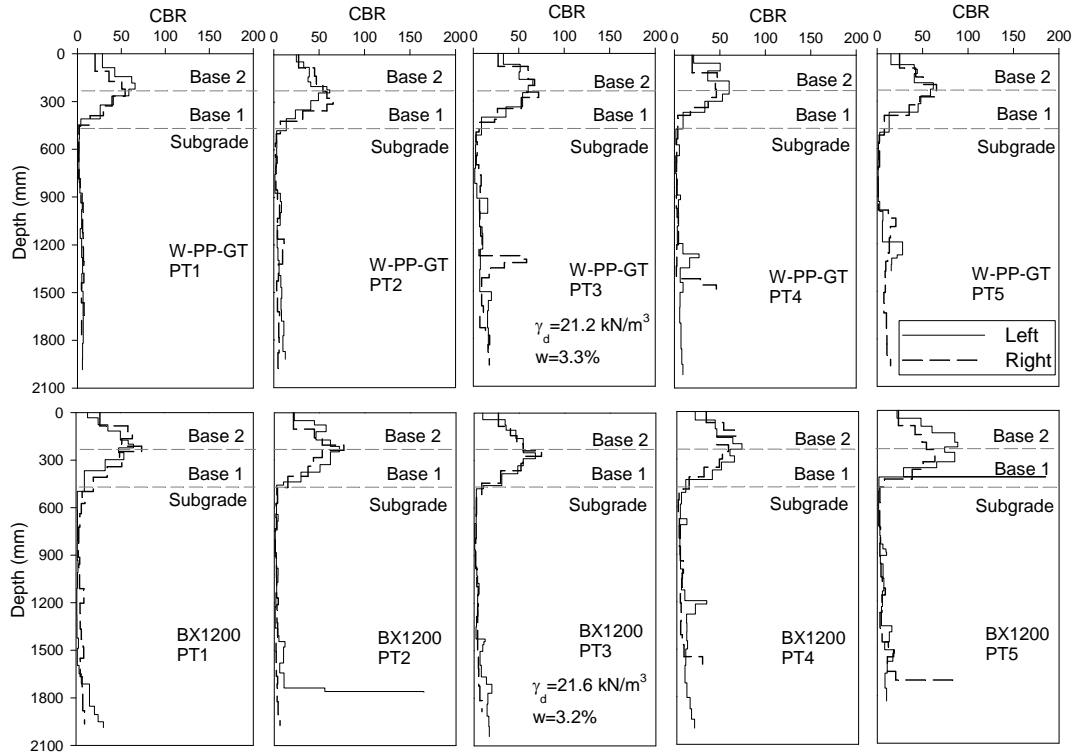 CBR CBR CBR CBR CBR
0 50 100 150 200 0 50 100 150 200 0 50 100 150 200 0 50 100 150 200 0 50 100 150 200
0
300
600
900
1200
1500
1800
2100
Depth (mm)
Base 2
Base 1
Subgrade
W-PP-GT
PT1
Base 2
Base 1
Subgrade
W-PP-GT
PT2
Base 2
Base 1
Subgrade
W-PP-GT
PT3
γd=21.2 kN/m³
w=3.3%
Base 2
Base 1
Subgrade
W-PP-GT
PT4
Base 2
Base 1
Subgrade
W-PP-GT
PT5
Left
Right
0
300
600
900
1200
1500
1800
2100
Depth (mm)
Base 2
Base 1
Subgrade
BX1200
PT1
Base 2
Base 1
Subgrade
BX1200
PT2
Base 2
Base 1
Subgrade
BX1200
PT3
γd=21.6 kN/m³
w=3.2%
Base 2
Base 1
Subgrade
BX1200
PT4
Base 2
Base 1
Subgrade
BX1200
PT5